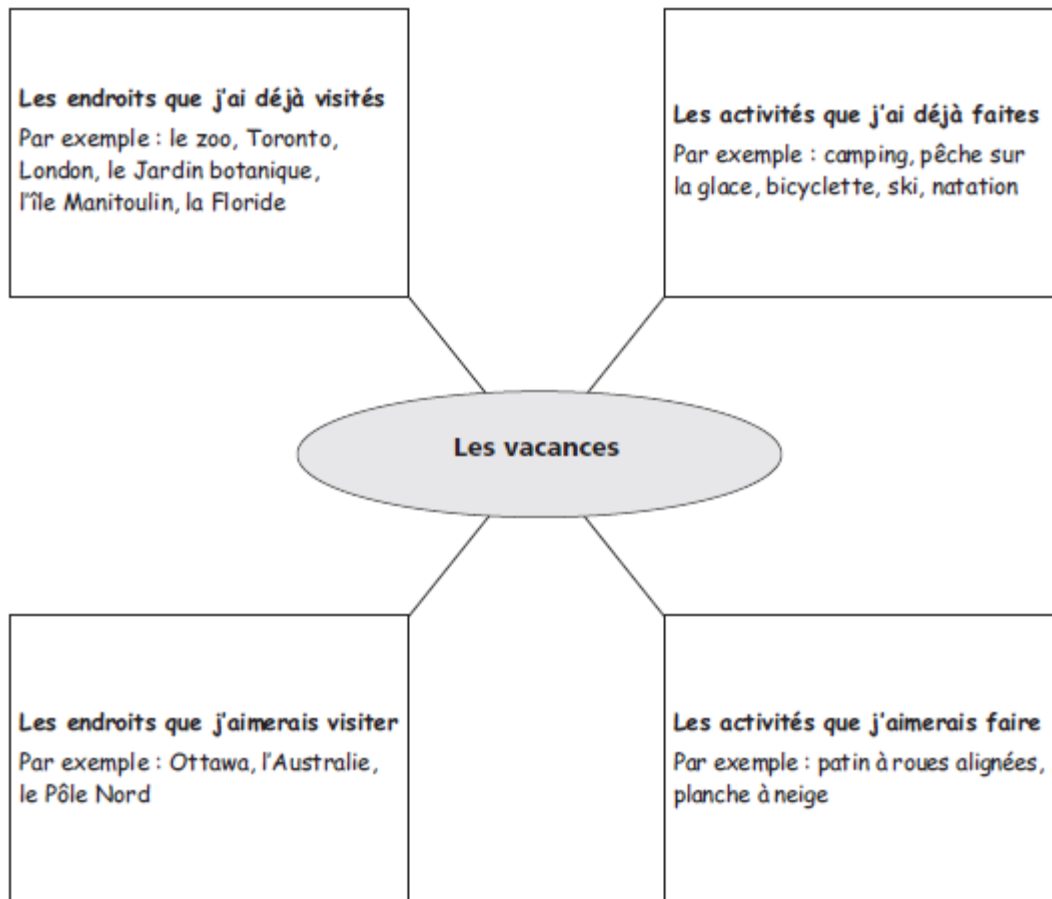 Les endroits que j'ai déjà visités
Par exemple : le zoo, Toronto,
London, le Jardin botanique,
l'île Manitoulin, la Floride
Les activités que j'ai déjà faites
Par exemple : camping, pêche sur
la glace, bicyclette, ski, natation
Les vacances
Les endroits que j'aimerais visiter
Par exemple : Ottawa, l'Australie,
le Pôle Nord
Les activités que j'aimerais faire
Par exemple : patin à roues alignées,
planche à neige